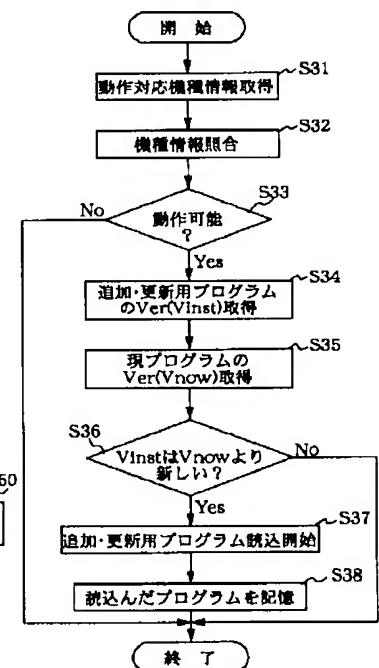 開 始
S31
動作対応機種情報取得
S32
機種情報照合
S33
No
動作可能
?
Yes
S34
追加・更新用プログラム
のVer(Vinst)取得
S35
現プログラムの
Ver(Vnow)取得
S36
VinstはVnowより
新しい?
No
Yes
S37
追加・更新用プログラム読込開始
S38
読込んだプログラムを記憶
終 了